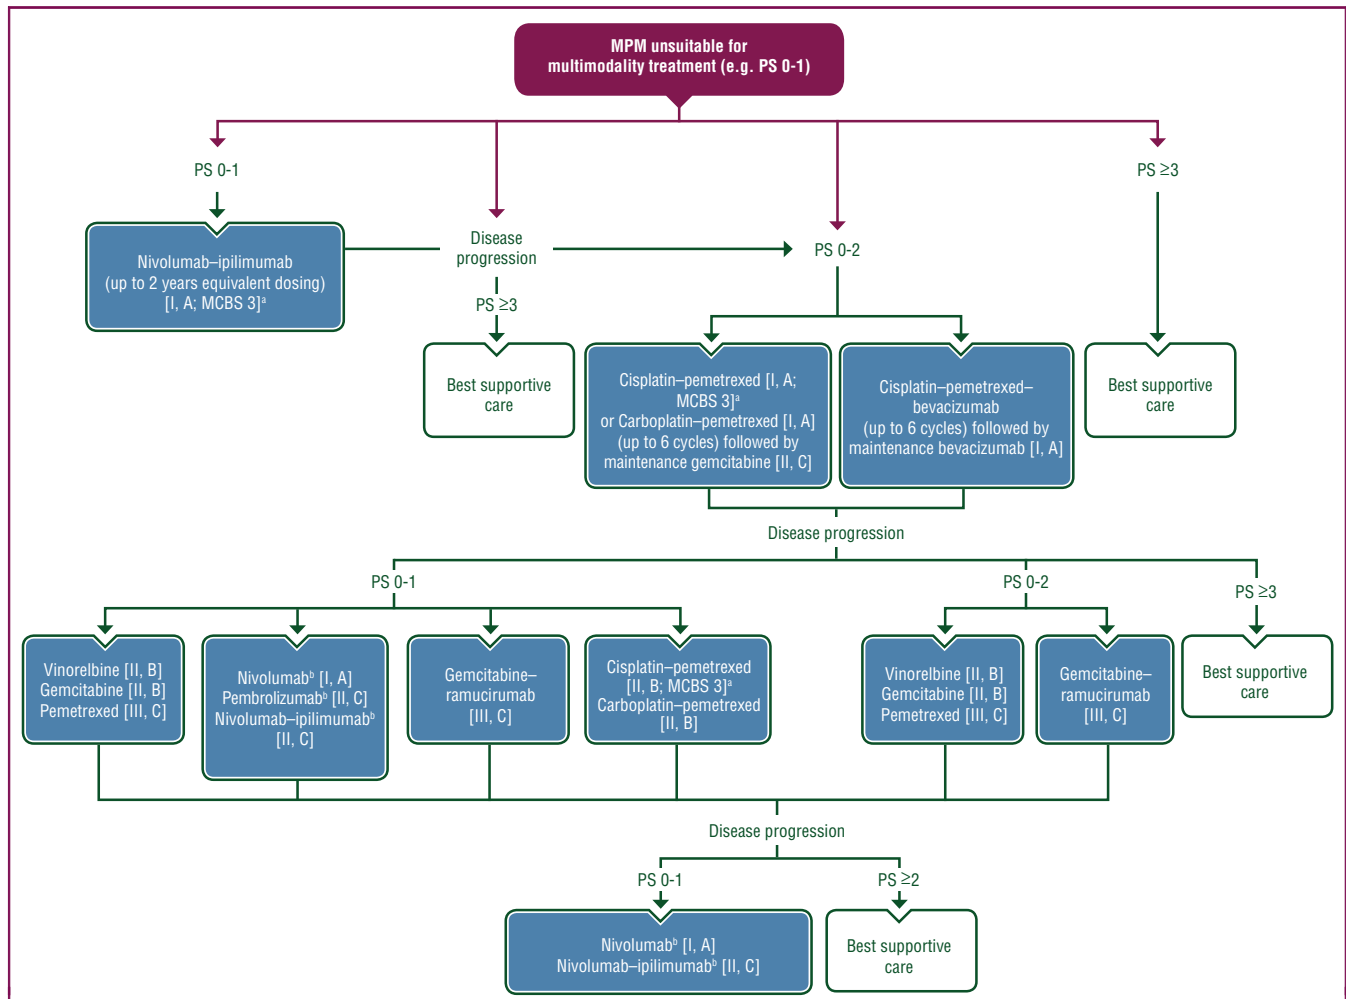 MPM unsuitable for
multimodality treatment (e.g. PS 0-1)
PS 0-1
PS ≥3
Nivolumab–ipilimumab
(up to 2 years equivalent dosing)
[I, A; MCBS 3]ᵃ
Disease
progression
PS 0-2
PS ≥3
Best supportive
care
Cisplatin–pemetrexed [I, A;
MCBS 3]ᵃ
or Carboplatin–pemetrexed [I, A]
(up to 6 cycles) followed by
maintenance gemcitabine [II, C]
Cisplatin–pemetrexed–
bevacizumab
(up to 6 cycles) followed by
maintenance bevacizumab [I, A]
Best supportive
care
Disease progression
PS 0-1
PS 0-2
PS ≥3
Vinorelbine [II, B]
Gemcitabine [II, B]
Pemetrexed [III, C]
Nivolumabᵇ [I, A]
Pembrolizumabᵇ [II, C]
Nivolumab–ipilimumabᵇ
[II, C]
Gemcitabine–
ramucirumab
[III, C]
Cisplatin–pemetrexed
[II, B; MCBS 3]ᵃ
Carboplatin–pemetrexed
[II, B]
Vinorelbine [II, B]
Gemcitabine [II, B]
Pemetrexed [III, C]
Gemcitabine–
ramucirumab
[III, C]
Best supportive
care
Disease progression
PS 0-1
PS ≥2
Nivolumabᵇ [I, A]
Nivolumab–ipilimumabᵇ [II, C]
Best supportive
care